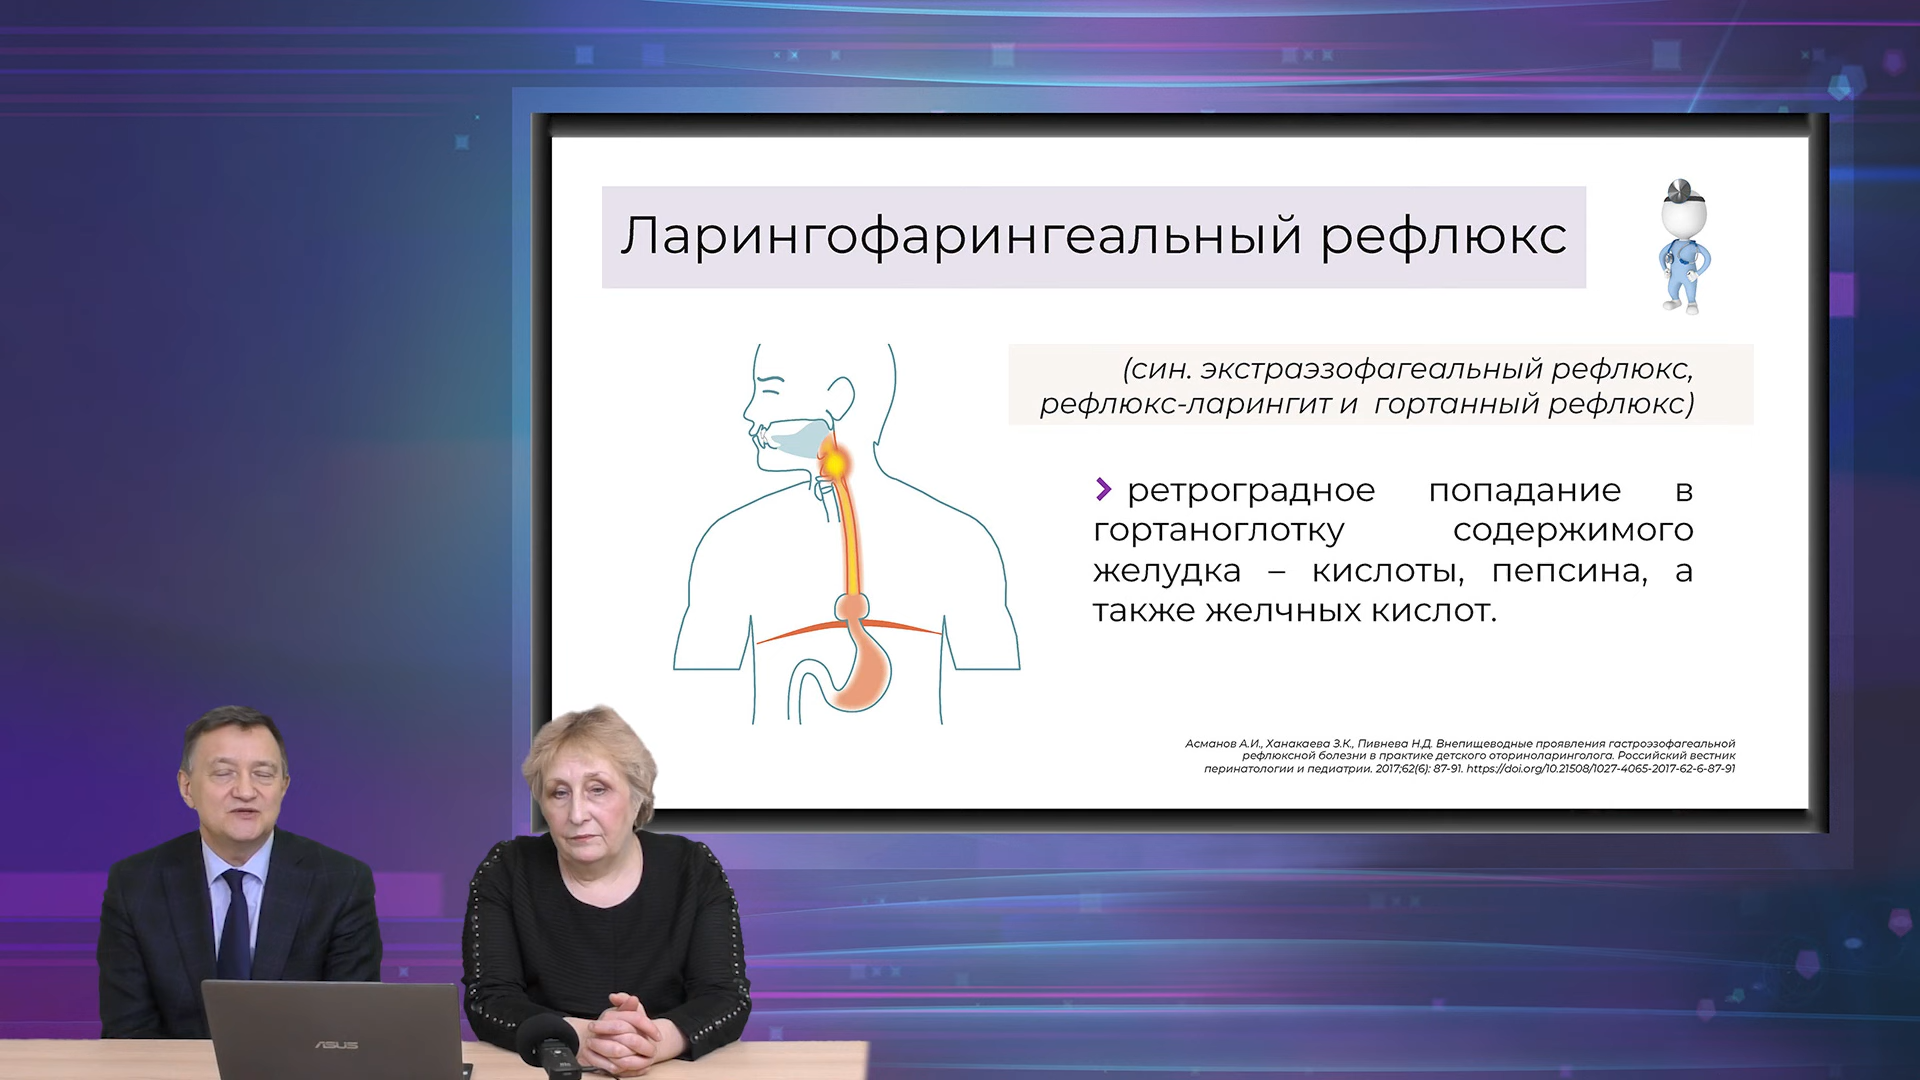 Ларингофарингеальный рефлюкс
(син. экстраэзофагеальный рефлюкс,
рефлюкс-ларингит и гортанный рефлюкс)
ретроградное попадание в
гортаноглотку содержимого
желудка – кислоты, пепсина, а
также желчных кислот.
Асманов А.И., Ханакаева З.К., Пивнева Н.Д. Внепищеводные проявления гастроэзофагеальной
рефлюксной болезни в практике детского оториноларинголога. Российский вестник
перинатологии и педиатрии. 2017;62(6): 87-91. https://doi.org/10.21508/1027-4065-2017-62-6-87-91
ASUS